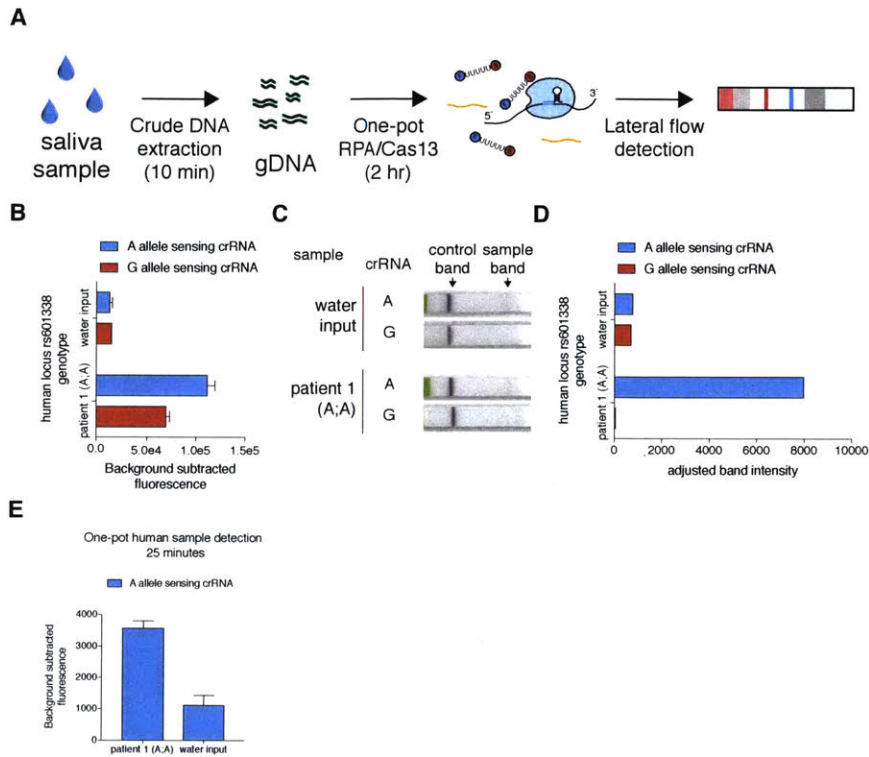 A
saliva
sample
Crude DNA
extraction
(10 min)
gDNA
One-pot
RPA/Cas13
(2 hr)
UUUUU
UUUUU
UUUUU
5´
3´
Lateral flow
detection
B
A allele sensing crRNA
G allele sensing crRNA
human locus rs601338
genotype
water input
patient 1 (A;A)
0.0
5.0e4
1.0e5
1.5e5
Background subtracted
fluorescence
C
sample
crRNA
control
band
sample
band
water
input
A
G
patient 1
(A;A)
A
G
D
A allele sensing crRNA
G allele sensing crRNA
human locus rs601338
genotype
water input
patient 1 (A;A)
0
2000
4000
6000
8000
10000
adjusted band intensity
E
One-pot human sample detection
25 minutes
A allele sensing crRNA
Background subtracted
fluorescence
4000
3000
2000
1000
0
patient 1 (A;A)
water input